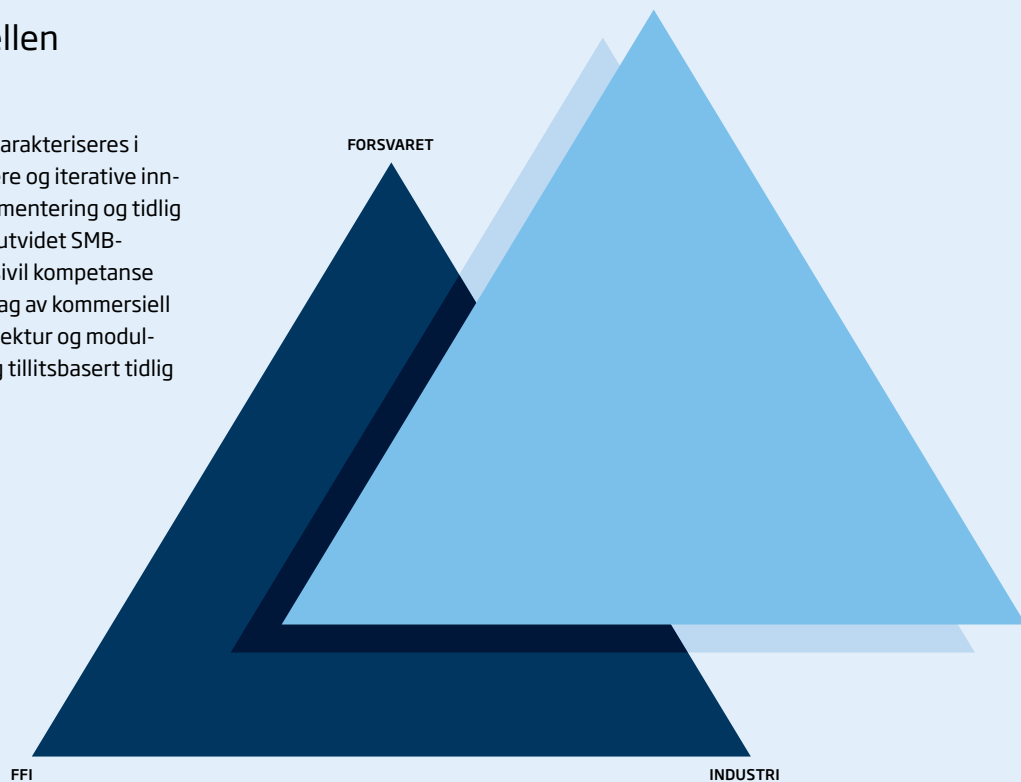 ellen
arakteriseres i
re og iterative inn-
mentering og tidlig
utvidet SMB-
ivil kompetanse
ag av kommersiell
ektur og modul-
g tillitsbasert tidlig
FORSVARET
FFI
INDUSTRI